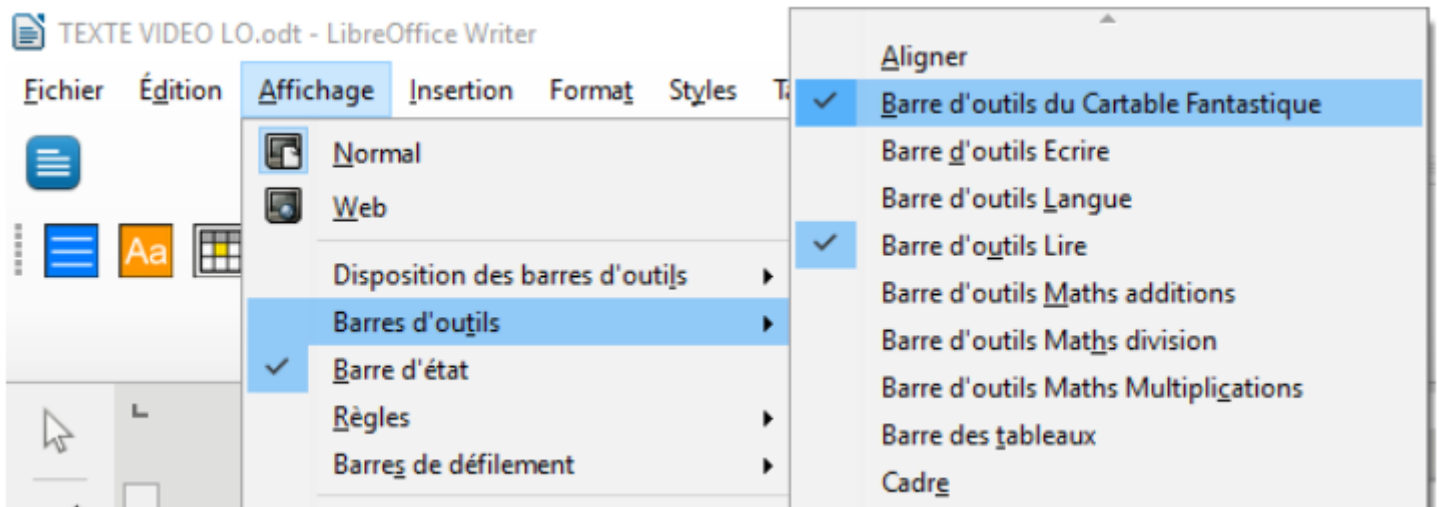 TEXTE VIDEO LO.odt - LibreOffice Writer
Fichier Édition Affichage Insertion Format Styles
Aa
Normal
Web
Disposition des barres d'outils
Barres d'outils
Barre d'état
Règles
Barres de défilement
Aligner
Barre d'outils du Cartable Fantastique
Barre d'outils Ecrire
Barre d'outils Langue
Barre d'outils Lire
Barre d'outils Maths additions
Barre d'outils Maths division
Barre d'outils Maths Multiplications
Barre des tableaux
Cadre